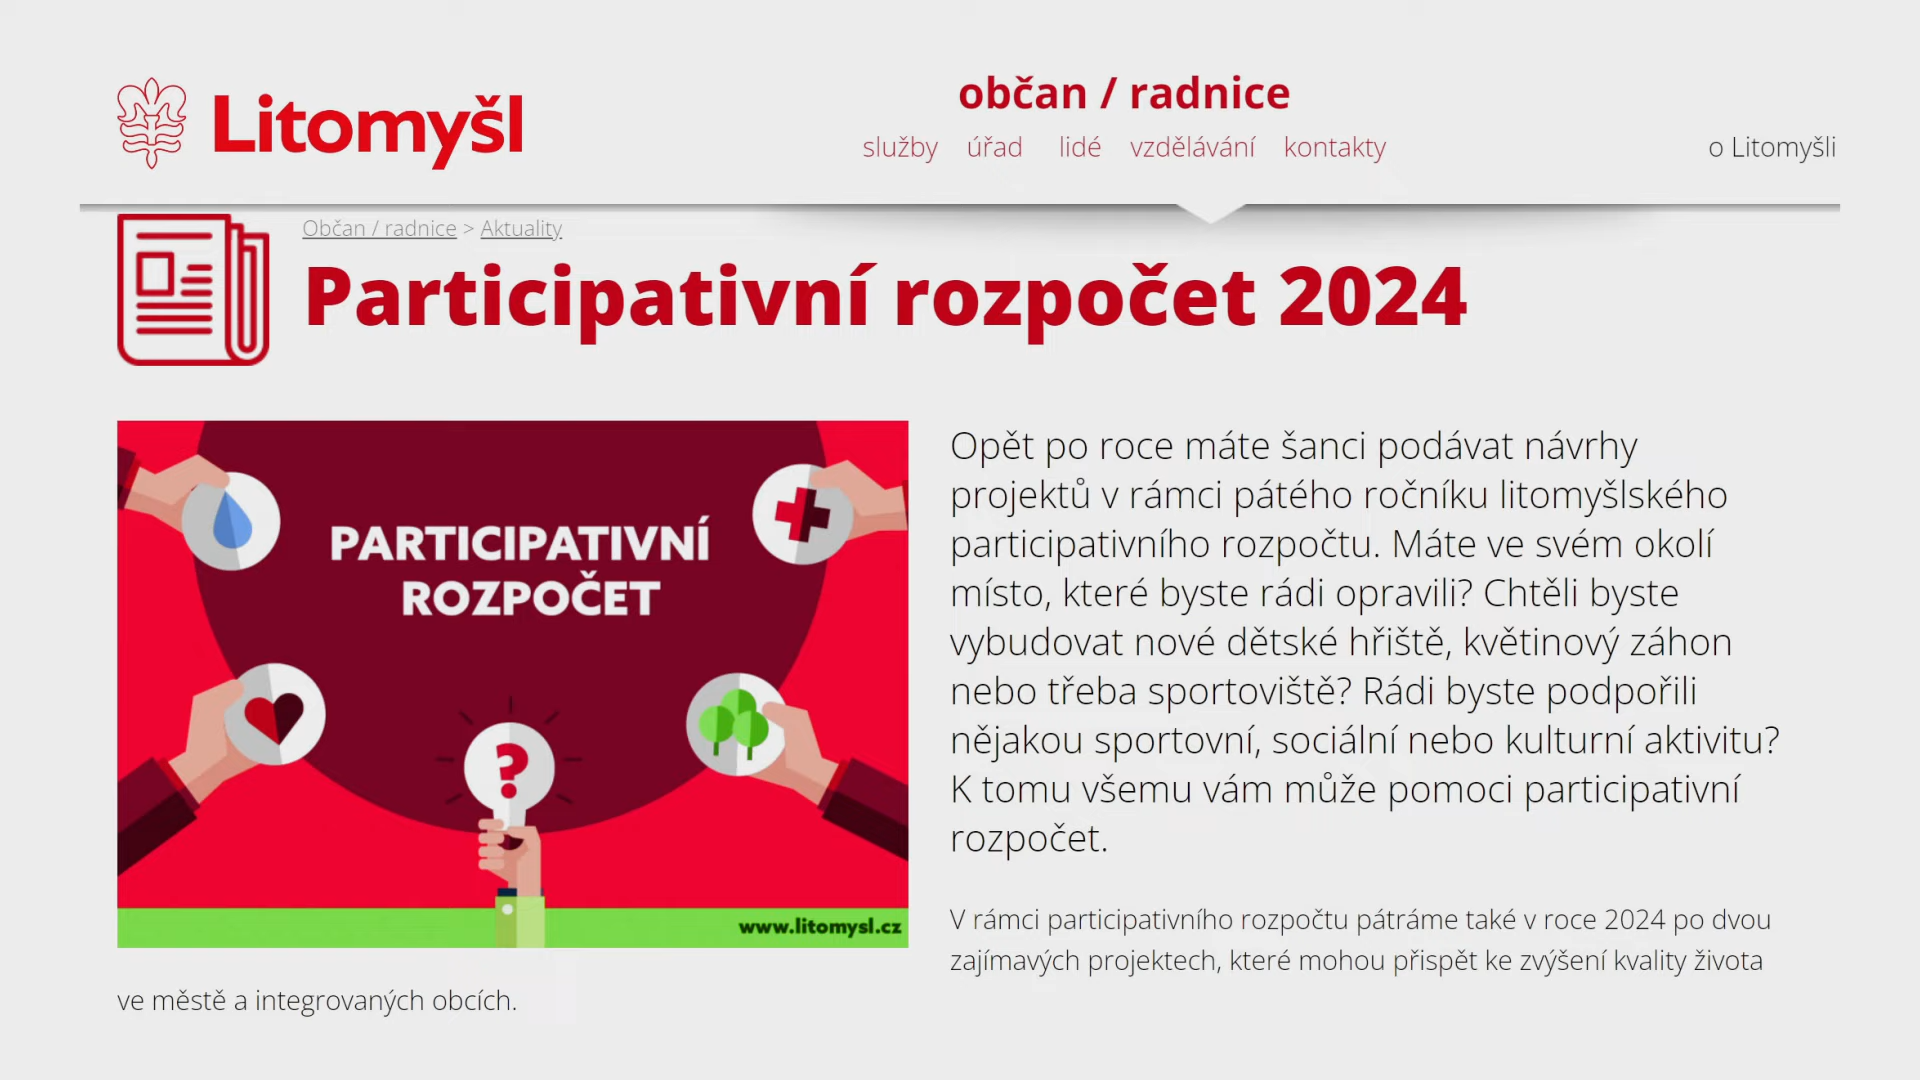 Litomyšl
občan / radnice
služby úřad lidé vzdělávání kontakty
o Litomyšli
Občan / radnice > Aktuality
Participativní rozpočet 2024
PARTICIPATIVNÍ
ROZPOČET
?
www.litomysl.cz
Opět po roce máte šanci podávat návrhy
projektů v rámci pátého ročníku litomyšlského
participativního rozpočtu. Máte ve svém okolí
místo, které byste rádi opravili? Chtěli byste
vybudovat nové dětské hřiště, květinový záhon
nebo třeba sportoviště? Rádi byste podpořili
nějakou sportovní, sociální nebo kulturní aktivitu?
K tomu všemu vám může pomoci participativní
rozpočet.
V rámci participativního rozpočtu pátráme také v roce 2024 po dvou
zajímavých projektech, které mohou přispět ke zvýšení kvality života
ve městě a integrovaných obcích.